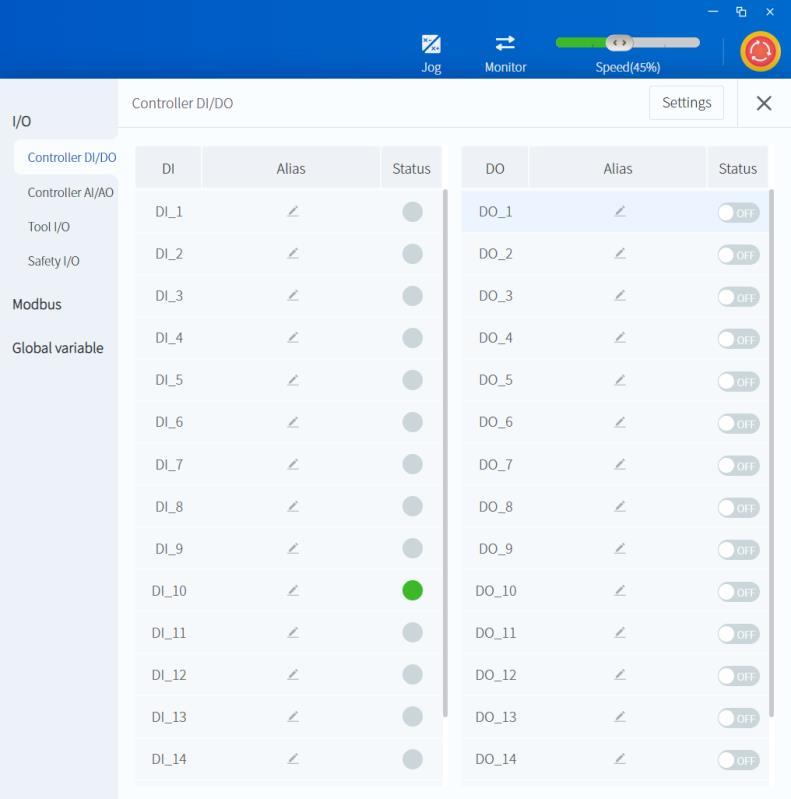 Jog Monitor Speed(45%)
I/O
Controller DI/DO
Controller AI/AO
Tool I/O
Safety I/O
Modbus
Global variable
Controller DI/DO Settings
DI Alias Status DO Alias Status
DI_1 DO_1 OFF
DI_2 DO_2 OFF
DI_3 DO_3 OFF
DI_4 DO_4 OFF
DI_5 DO_5 OFF
DI_6 DO_6 OFF
DI_7 DO_7 OFF
DI_8 DO_8 OFF
DI_9 DO_9 OFF
DI_10 DO_10 OFF
DI_11 DO_11 OFF
DI_12 DO_12 OFF
DI_13 DO_13 OFF
DI_14 DO_14 OFF